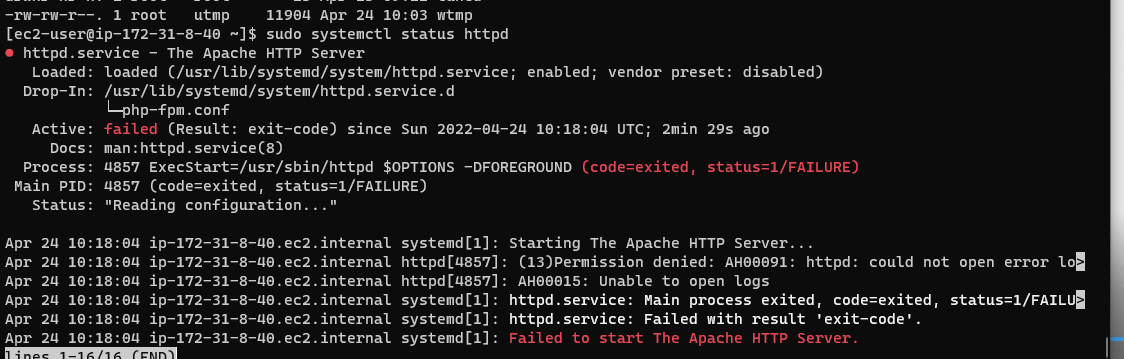 -rw-rw-r--. 1 root   utmp    11904 Apr 24 10:03 wtmp
[ec2-user@ip-172-31-8-40 ~]$ sudo systemctl status httpd
● httpd.service - The Apache HTTP Server
   Loaded: loaded (/usr/lib/systemd/system/httpd.service; enabled; vendor preset: disabled)
  Drop-In: /usr/lib/systemd/system/httpd.service.d
           └─php-fpm.conf
   Active: failed (Result: exit-code) since Sun 2022-04-24 10:18:04 UTC; 2min 29s ago
     Docs: man:httpd.service(8)
  Process: 4857 ExecStart=/usr/sbin/httpd $OPTIONS -DFOREGROUND (code=exited, status=1/FAILURE)
 Main PID: 4857 (code=exited, status=1/FAILURE)
   Status: "Reading configuration..."

Apr 24 10:18:04 ip-172-31-8-40.ec2.internal systemd[1]: Starting The Apache HTTP Server...
Apr 24 10:18:04 ip-172-31-8-40.ec2.internal httpd[4857]: (13)Permission denied: AH00091: httpd: could not open error lo>
Apr 24 10:18:04 ip-172-31-8-40.ec2.internal httpd[4857]: AH00015: Unable to open logs
Apr 24 10:18:04 ip-172-31-8-40.ec2.internal systemd[1]: httpd.service: Main process exited, code=exited, status=1/FAILU>
Apr 24 10:18:04 ip-172-31-8-40.ec2.internal systemd[1]: httpd.service: Failed with result 'exit-code'.
Apr 24 10:18:04 ip-172-31-8-40.ec2.internal systemd[1]: Failed to start The Apache HTTP Server.
lines 1-16/16 (END)